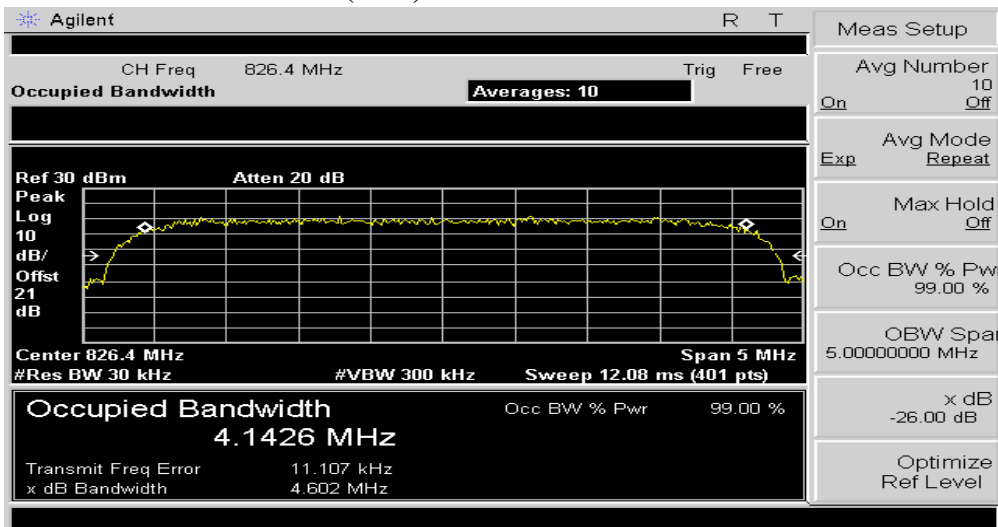 Agilent R T
Meas Setup
CH Freq 826.4 MHz Trig Free
Occupied Bandwidth Averages: 10
Ref 30 dBm Atten 20 dB
Peak
Log
10
dB/
Offst
21
dB
Center 826.4 MHz Span 5 MHz
#Res BW 30 kHz #VBW 300 kHz Sweep 12.08 ms (401 pts)
Occupied Bandwidth Occ BW % Pwr 99.00 %
4.1426 MHz
Transmit Freq Error 11.107 kHz
x dB Bandwidth 4.602 MHz
Avg Number
10
On Off
Avg Mode
Exp Repeat
Max Hold
On Off
Occ BW % Pw
99.00 %
OBW Spa
5.00000000 MHz
x dB
-26.00 dB
Optimize
Ref Level